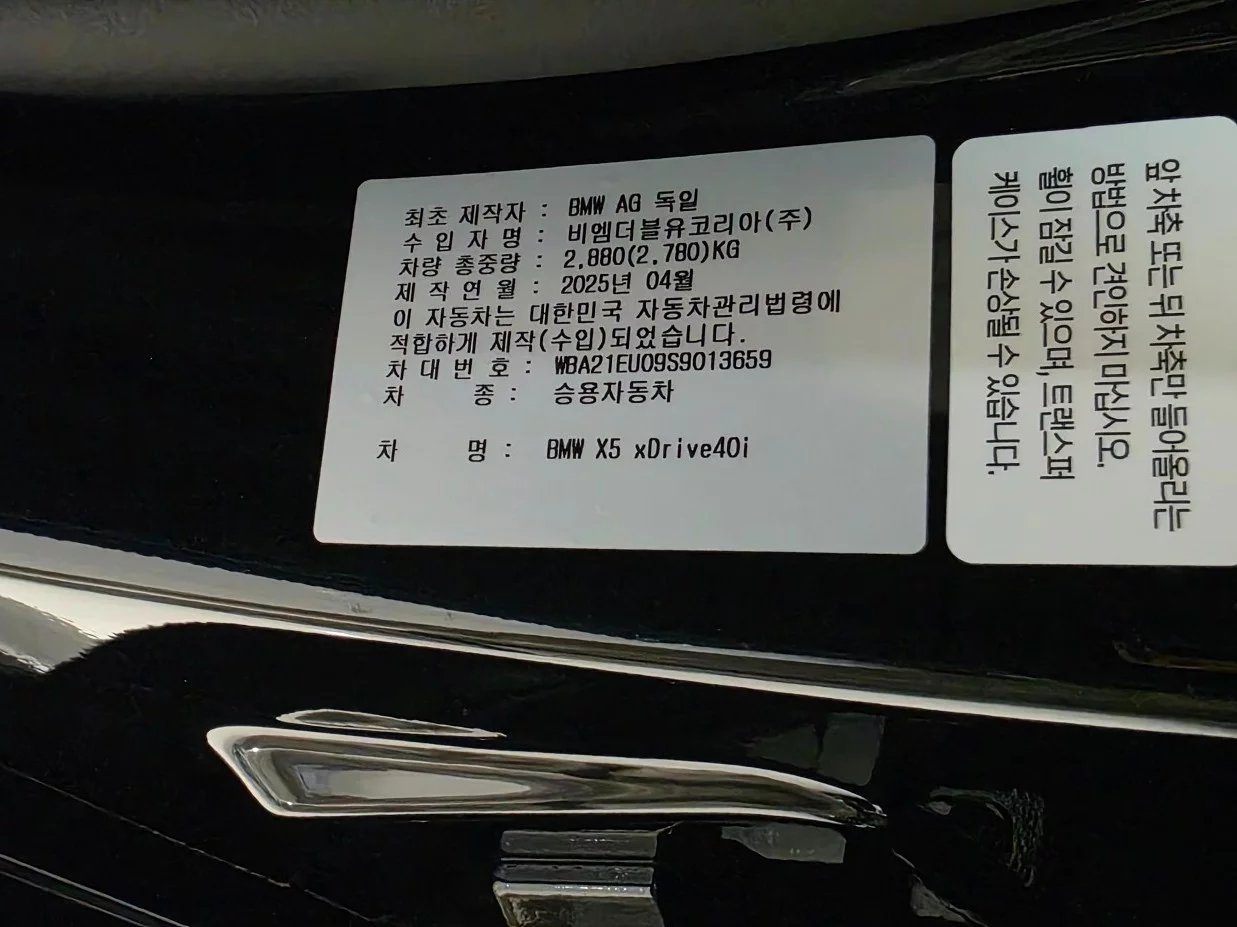 최초 제작자 : BMW AG 독일
수 입 자 명 : 비엠더블유코리아(주)
차량 총중량 : 2,880(2,780)KG
제 작 연 월 : 2025년 04월
이 자동차는 대한민국 자동차관리법령에
적합하게 제작(수입)되었습니다.
차 대 번 호 : WBA21EU09S9013659
차 종 : 승용자동차
차 명 : BMW X5 xDrive40i
앞 차축 또는 뒤 차축만 들어올리는
방법으로 견인하지 마십시오.
휠이 잠길 수 있으며, 트랜스퍼
케이스가 손상될 수 있습니다.